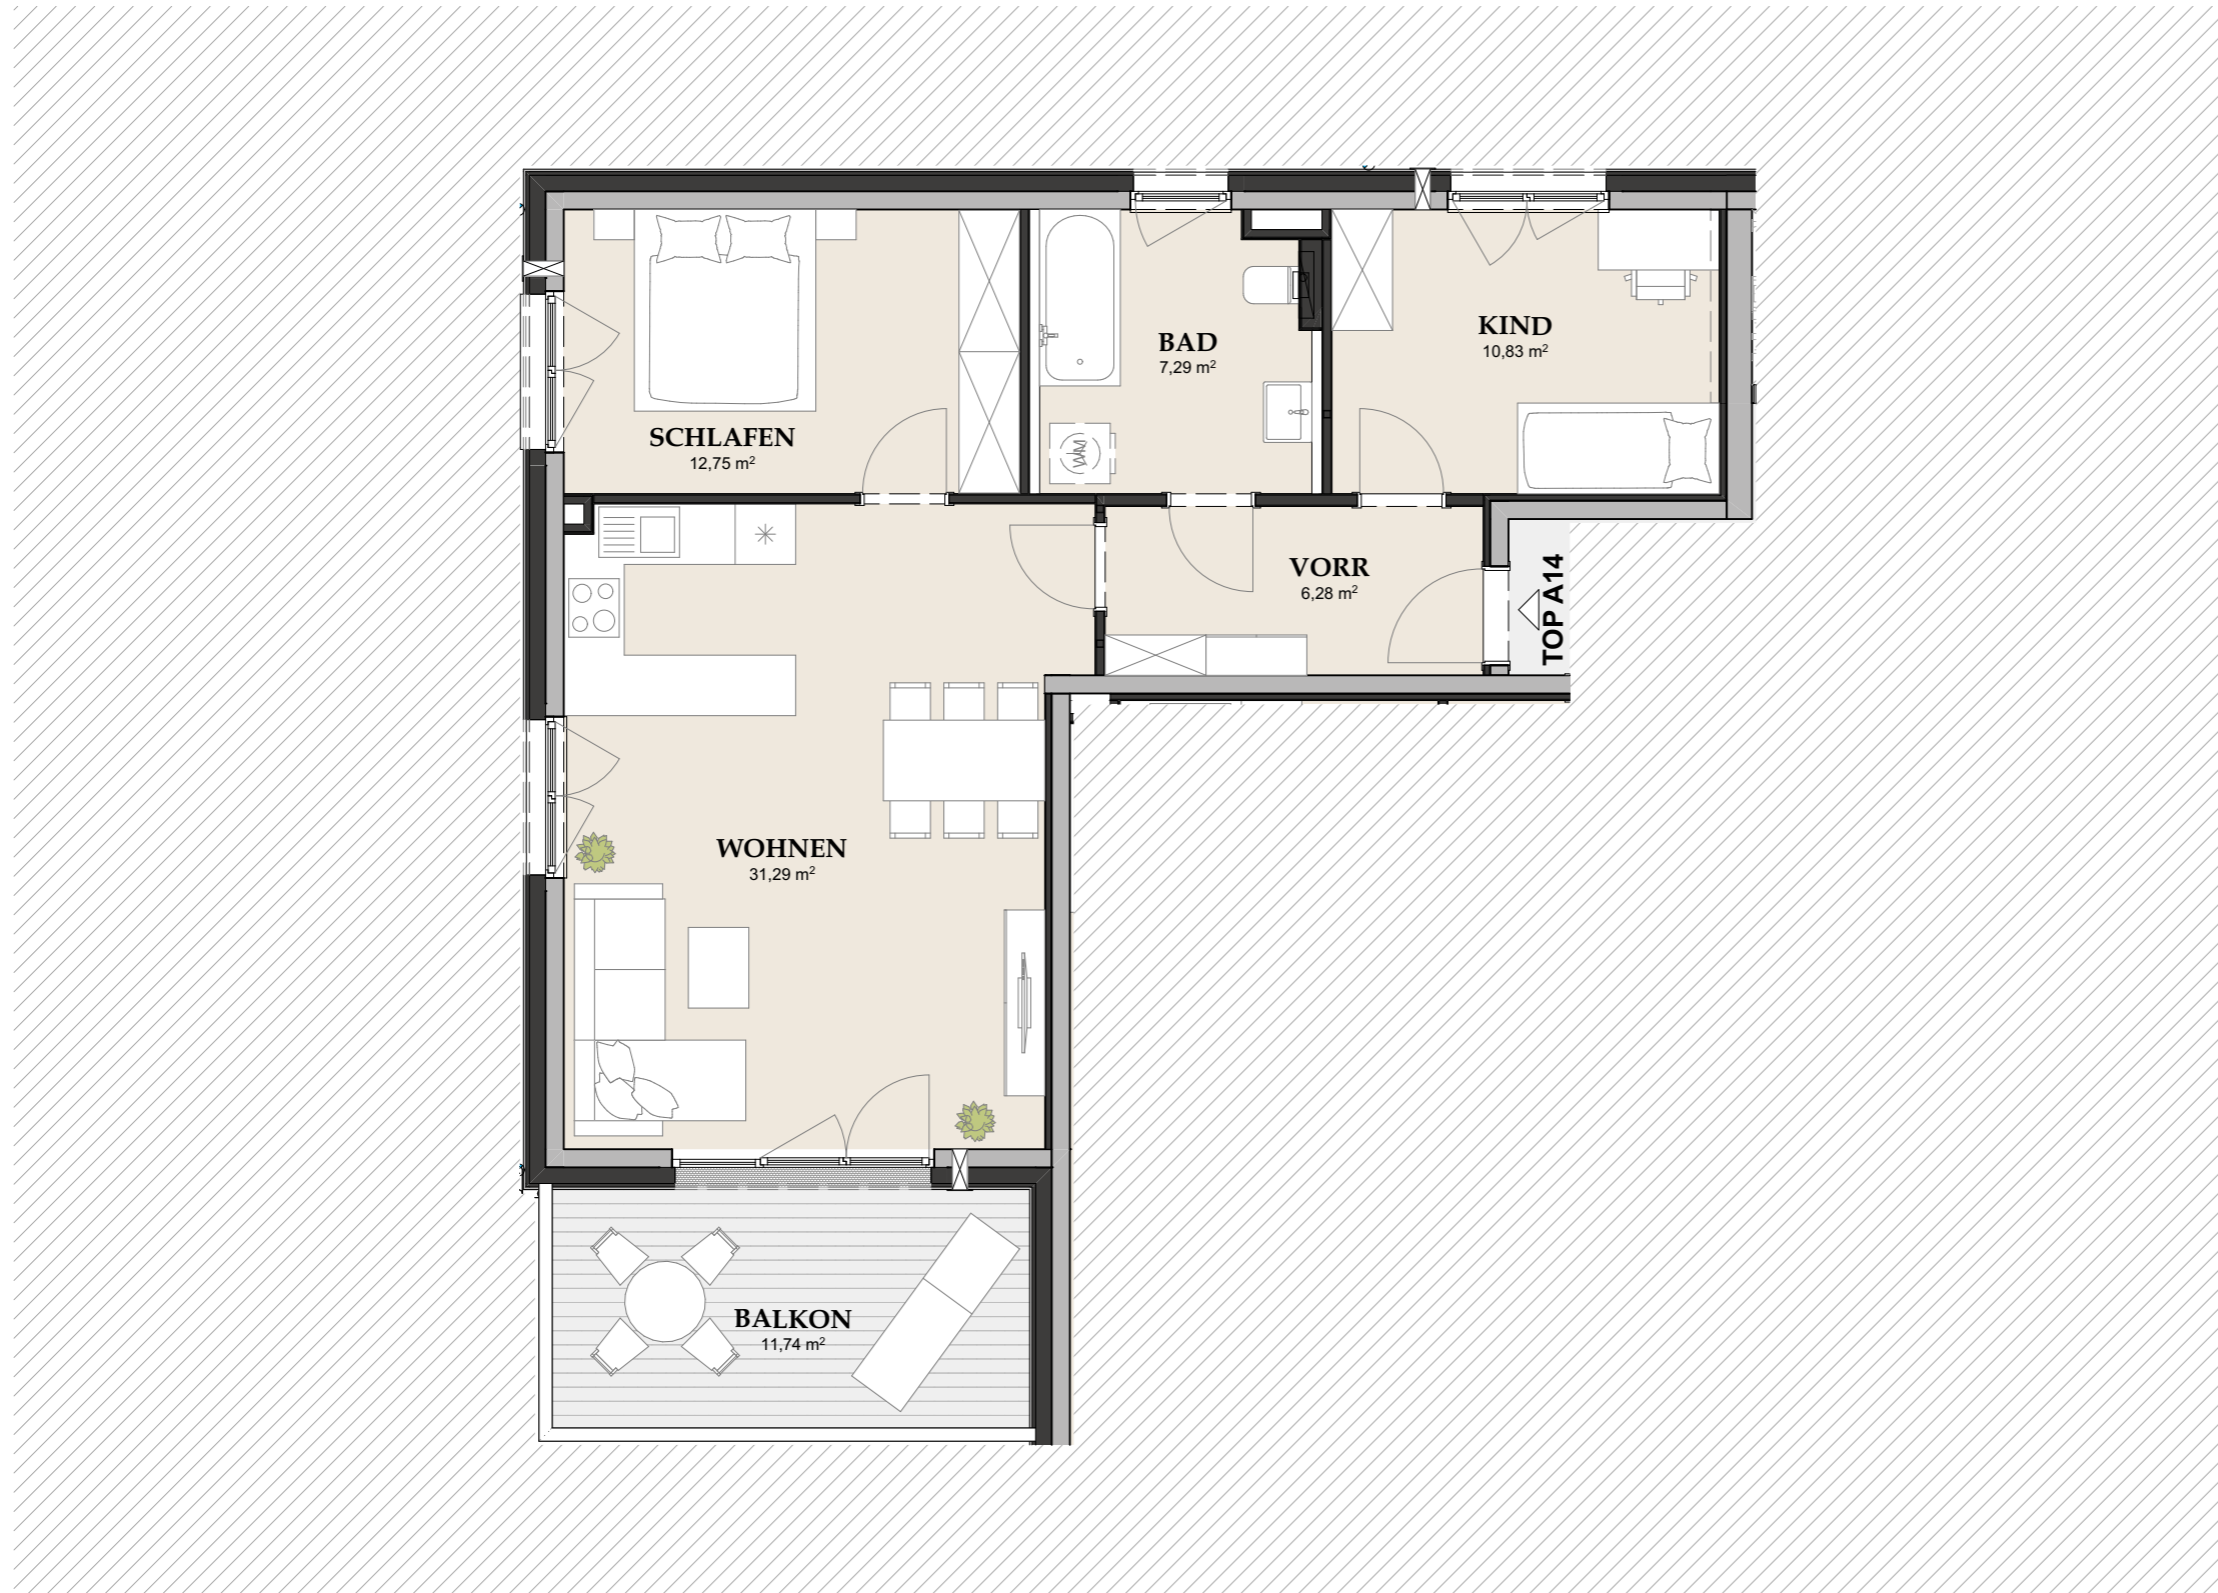 SCHLAFEN
12,75 m²
BAD
7,29 m²
KIND
10,83 m²
WM
VORR
6,28 m²
TOP A14
WOHNEN
31,29 m²
BALKON
11,74 m²